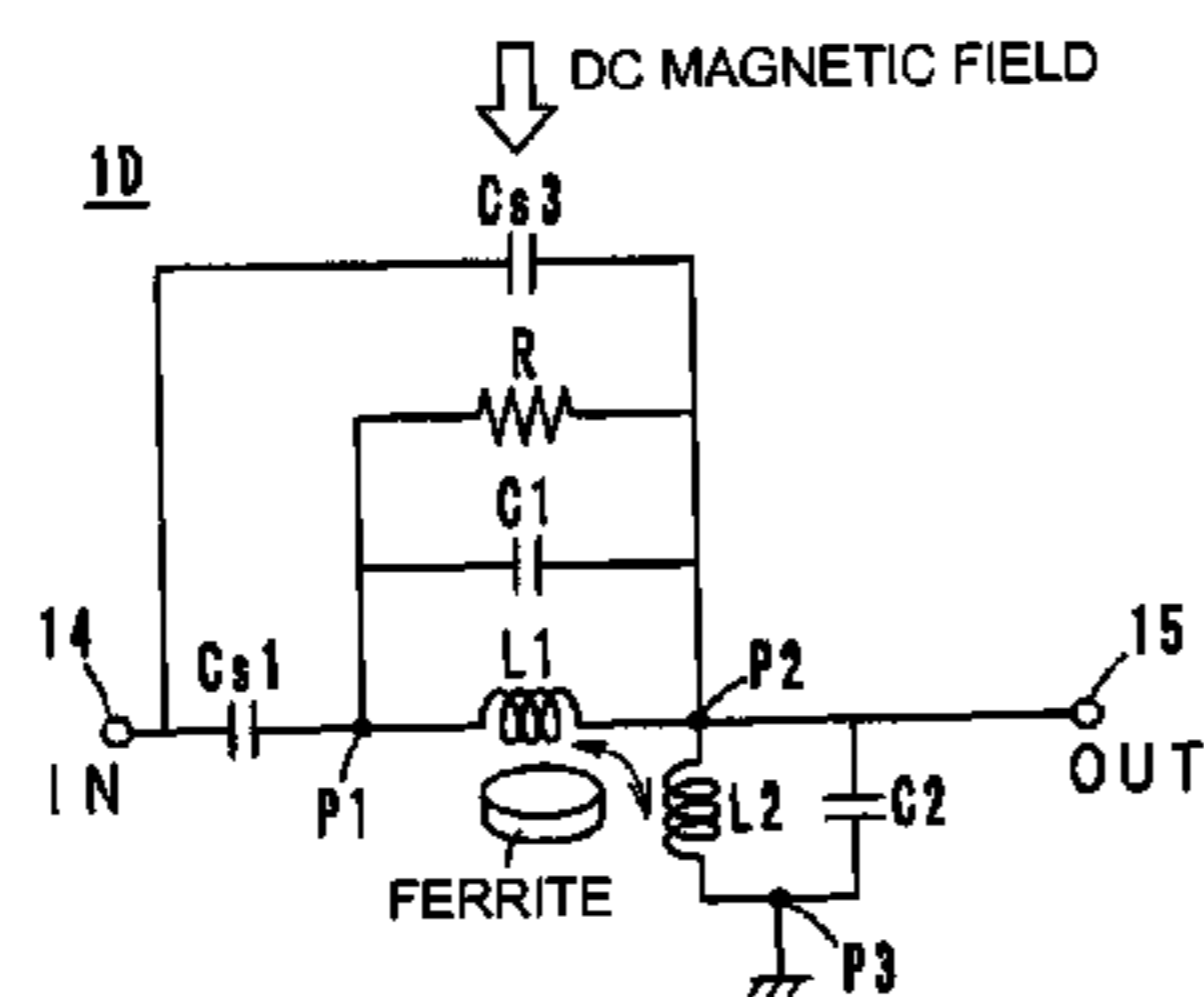 DC MAGNETIC FIELD
1D
Cs3
R
C1
14
Cs1
L1
P2
15
IN
P1
L2
C2
OUT
FERRITE
P3